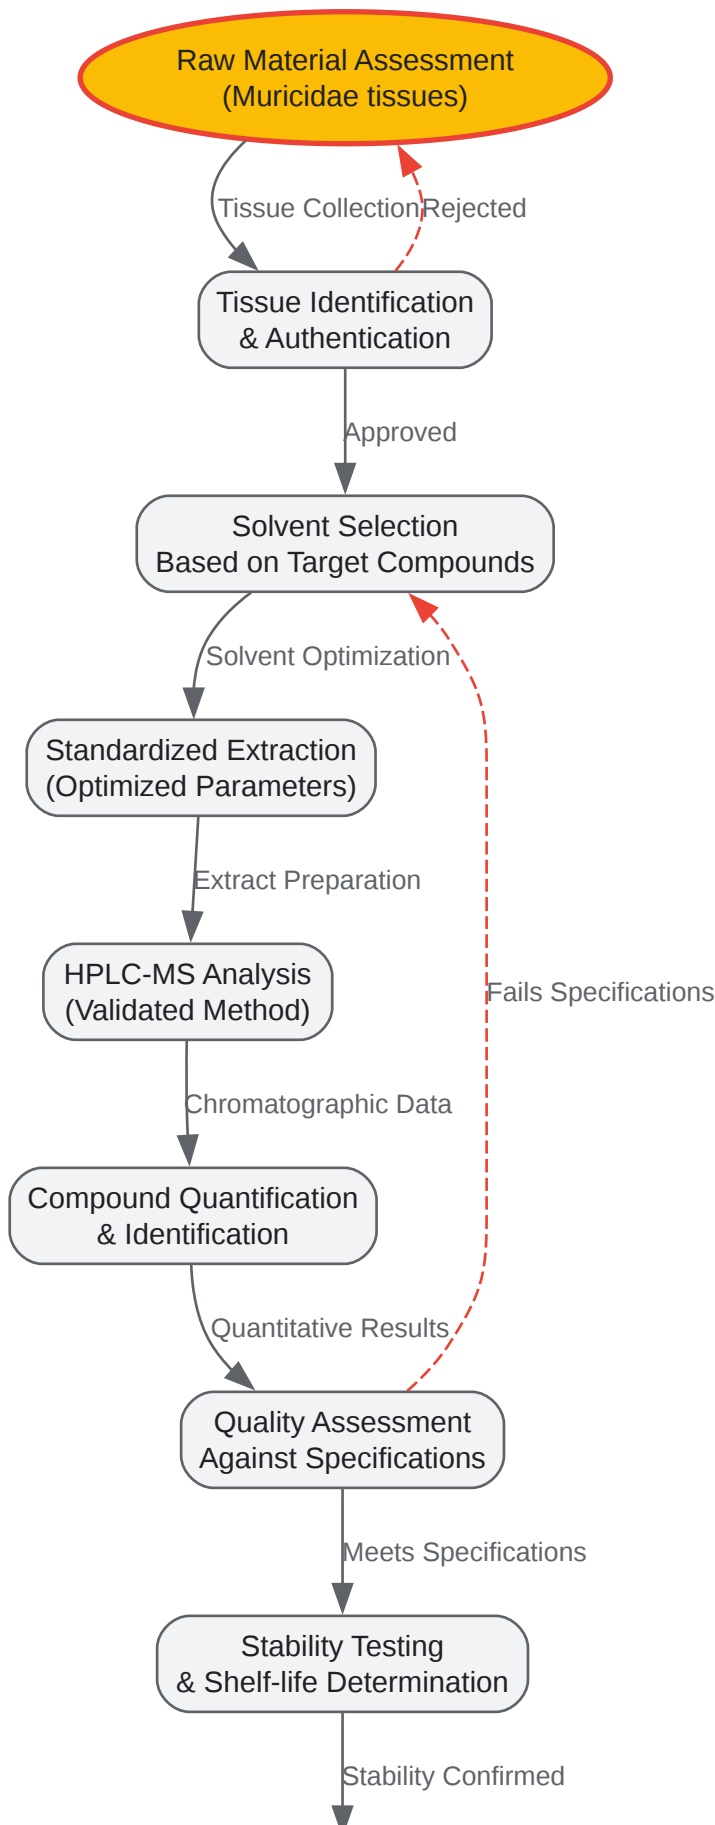 Raw Material Assessment
(Muricidae tissues)
Tissue Collection
Rejected
Tissue Identification
& Authentication
Approved
Solvent Selection
Based on Target Compounds
Solvent Optimization
Standardized Extraction
(Optimized Parameters)
Extract Preparation
HPLC-MS Analysis
(Validated Method)
Fails Specifications
Chromatographic Data
Compound Quantification
& Identification
Quantitative Results
Quality Assessment
Against Specifications
Meets Specifications
Stability Testing
& Shelf-life Determination
Stability Confirmed